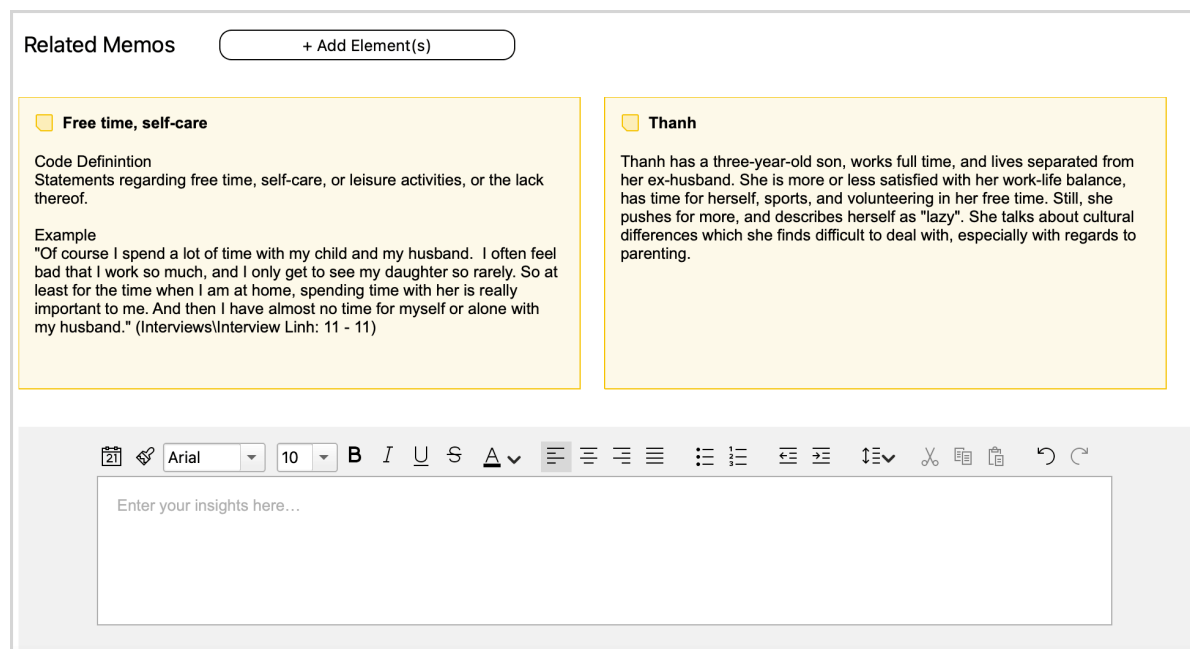 Related Memos
+ Add Element(s)
Free time, self-care
Code Definintion
Statements regarding free time, self-care, or leisure activities, or the lack
thereof.
Example
"Of course I spend a lot of time with my child and my husband.  I often feel
bad that I work so much, and I only get to see my daughter so rarely. So at
least for the time when I am at home, spending time with her is really
important to me. And then I have almost no time for myself or alone with
my husband." (Interviews\Interview Linh: 11 - 11)
Thanh
Thanh has a three-year-old son, works full time, and lives separated from
her ex-husband. She is more or less satisfied with her work-life balance,
has time for herself, sports, and volunteering in her free time. Still, she
pushes for more, and describes herself as "lazy". She talks about cultural
differences which she finds difficult to deal with, especially with regards to
parenting.
21 Arial 10 B I U S A
Enter your insights here…